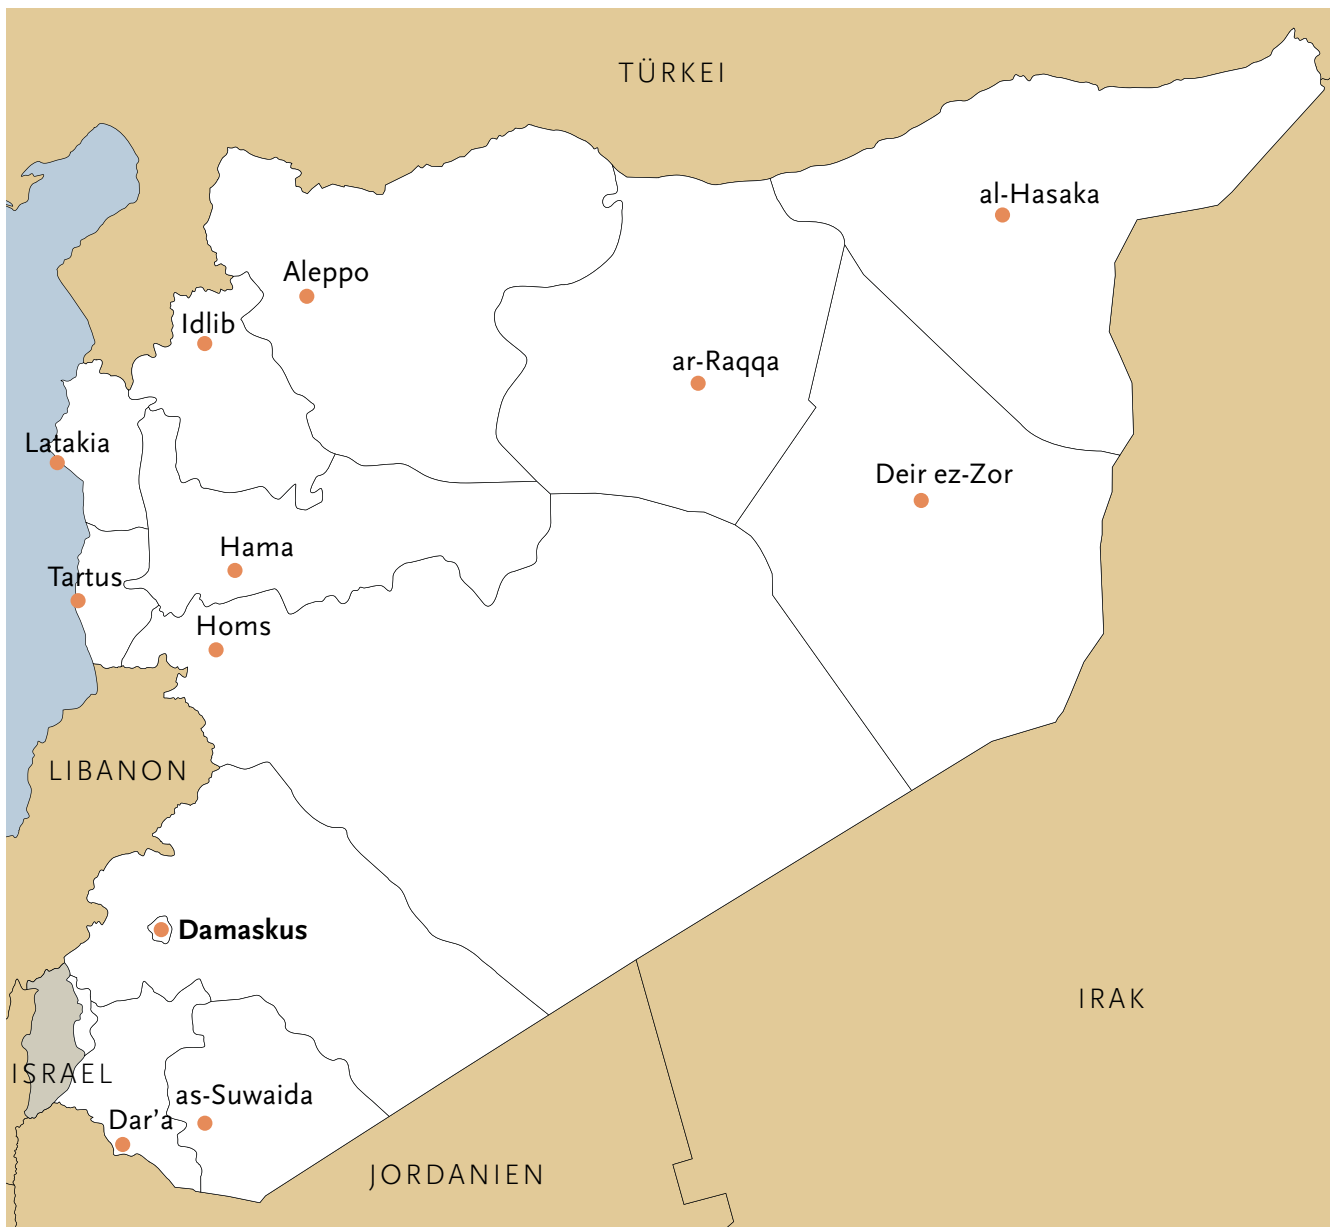 TÜRKEI
al-Hasaka
Aleppo
Idlib
ar-Raqqa
Latakia
Deir ez-Zor
Hama
Tartus
Homs
LIBANON
Damaskus
IRAK
ISRAEL
as-Suwaida
Dar’a
JORDANIEN